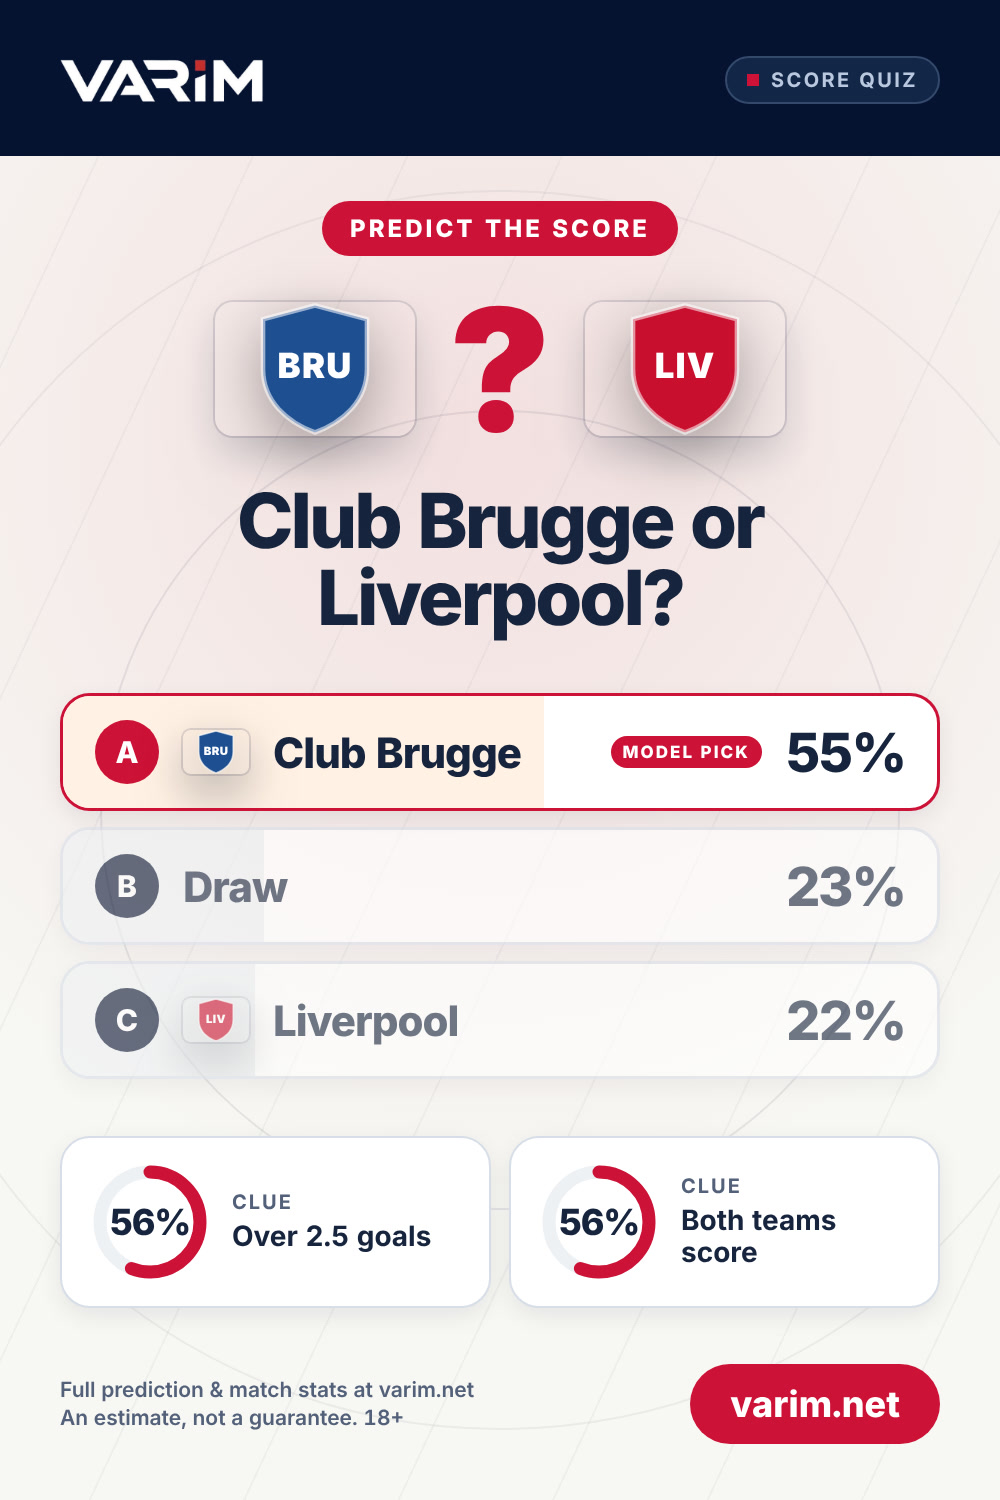 VARiM
SCORE QUIZ
PREDICT THE SCORE
BRU
?
LIV
Club Brugge or
Liverpool?
A
BRU
Club Brugge
MODEL PICK
55%
B
Draw
23%
C
LIV
Liverpool
22%
56%
CLUE
Over 2.5 goals
56%
CLUE
Both teams
score
Full prediction & match stats at varim.net
An estimate, not a guarantee. 18+
varim.net